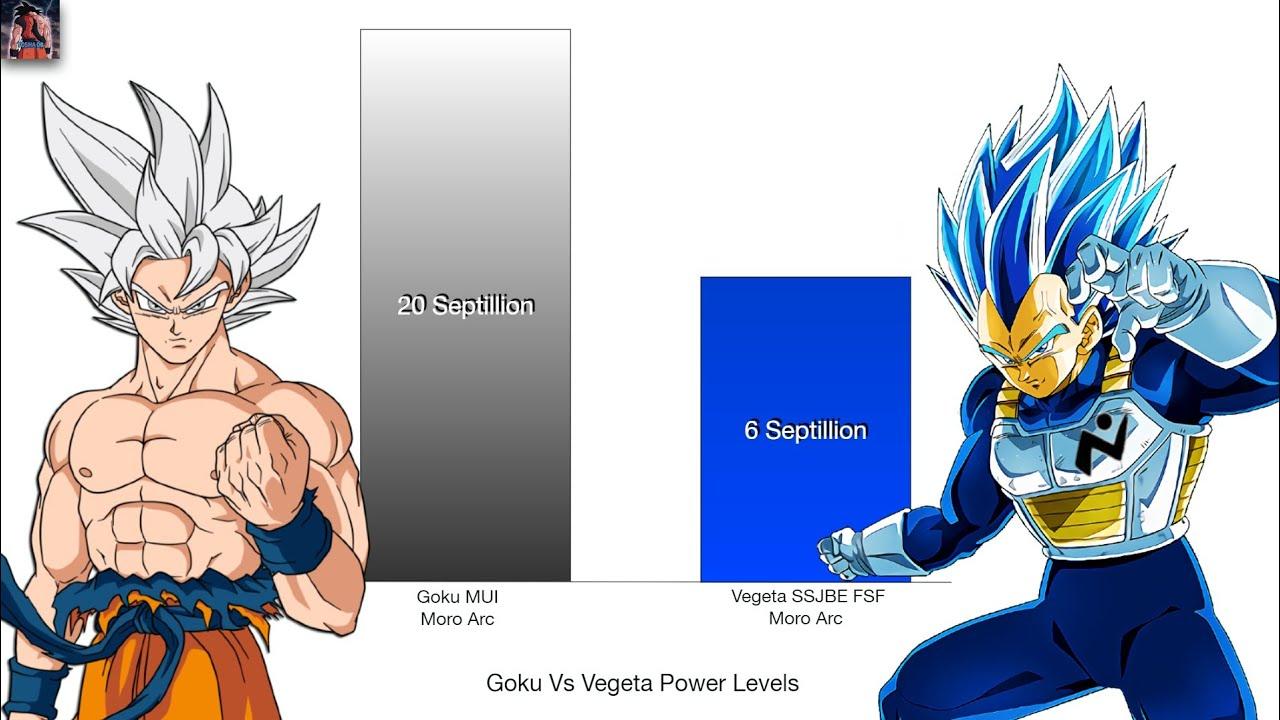 20 Septillion
6 Septillion
Goku MUI
Moro Arc
Vegeta SSJBE FSF
Moro Arc
Goku Vs Vegeta Power Levels